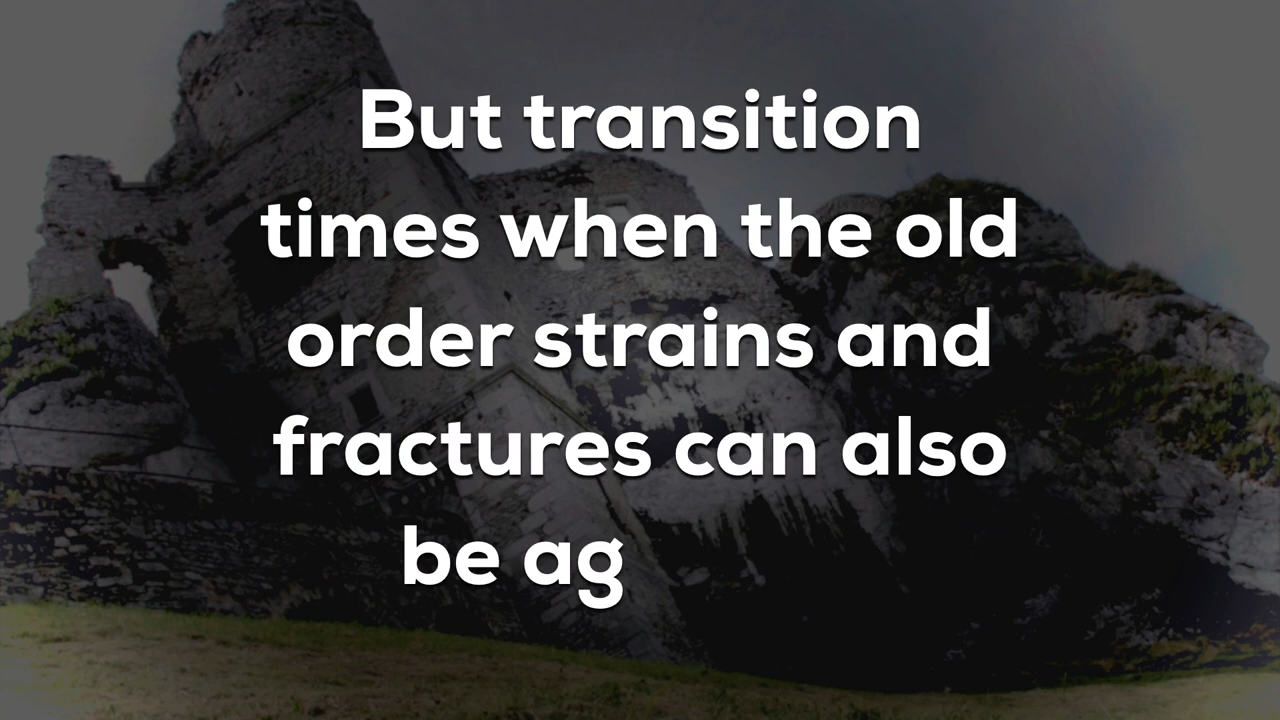 But transition
times when the old
order strains and
fractures can also
be ag